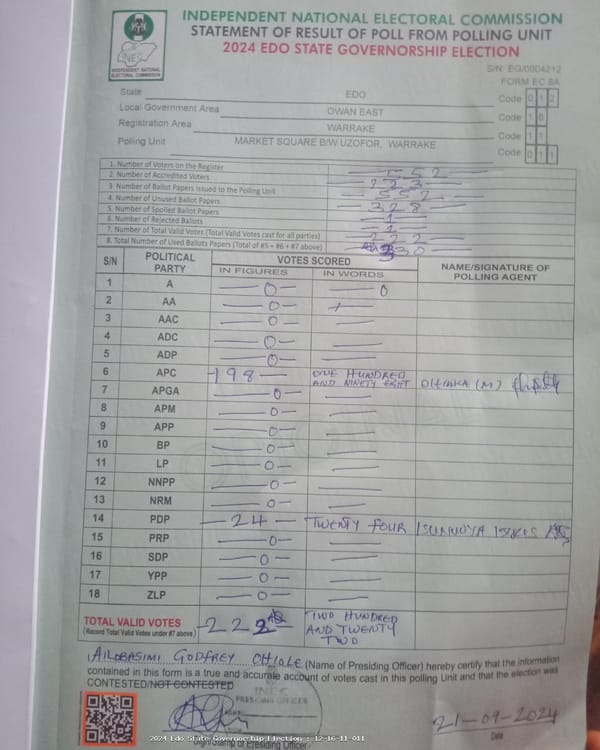 INDEPENDENT NATIONAL ELECTORAL COMMISSION
STATEMENT OF RESULT OF POLL FROM POLLING UNIT
2024 EDO STATE GOVERNORSHIP ELECTION
INEC
INDEPENDENT NATIONAL
ELECTORAL COMMISSION
S/N: EG/0004212
FORM EC 8A
State EDO Code 0 1 2
Local Government Area OWAN EAST Code 1 6
Registration Area WARRAKE Code 1 1
Polling Unit MARKET SQUARE B/W UZOFOR, WARRAKE Code 0 1 1
1. Number of Voters on the Register 552
2. Number of Accredited Voters 223
3. Number of Ballot Papers Issued to the Polling Unit 552
4. Number of Unused Ballot Papers 328
5. Number of Spoiled Ballot Papers 1
6. Number of Rejected Ballots 1
7. Number of Total Valid Votes (Total Valid Votes cast for all parties) 222
8. Total Number of Used Ballots Papers (Total of #5 + #6 + #7 above)
S/N POLITICAL PARTY VOTES SCORED NAME/SIGNATURE OF POLLING AGENT
IN FIGURES IN WORDS
1 A 0 0
2 AA 0
3 AAC 0
4 ADC 0
5 ADP 0
6 APC 198 ONE HUNDRED AND NINETY EIGHT (M)
7 APGA 0
8 APM 0
9 APP 0
10 BP 0
11 LP 0
12 NNPP 0
13 NRM 0
14 PDP 24 TWENTY FOUR
15 PRP 0
16 SDP 0
17 YPP 0
18 ZLP 0
TOTAL VALID VOTES 222 TWO HUNDRED AND TWENTY TWO
(Record Total Valid Votes under #7 above)
AILOBASIMI GODFREY OHIOLE (Name of Presiding Officer) hereby certify that the information
contained in this form is a true and accurate account of votes cast in this polling Unit and that the election was
CONTESTED/NOT CONTESTED
INEC
PRESIDING OFFICER
21-09-2024
Date
2024 Edo State Governorship Election : 12-16-11-011
Sign/Stamp of Presiding Officer